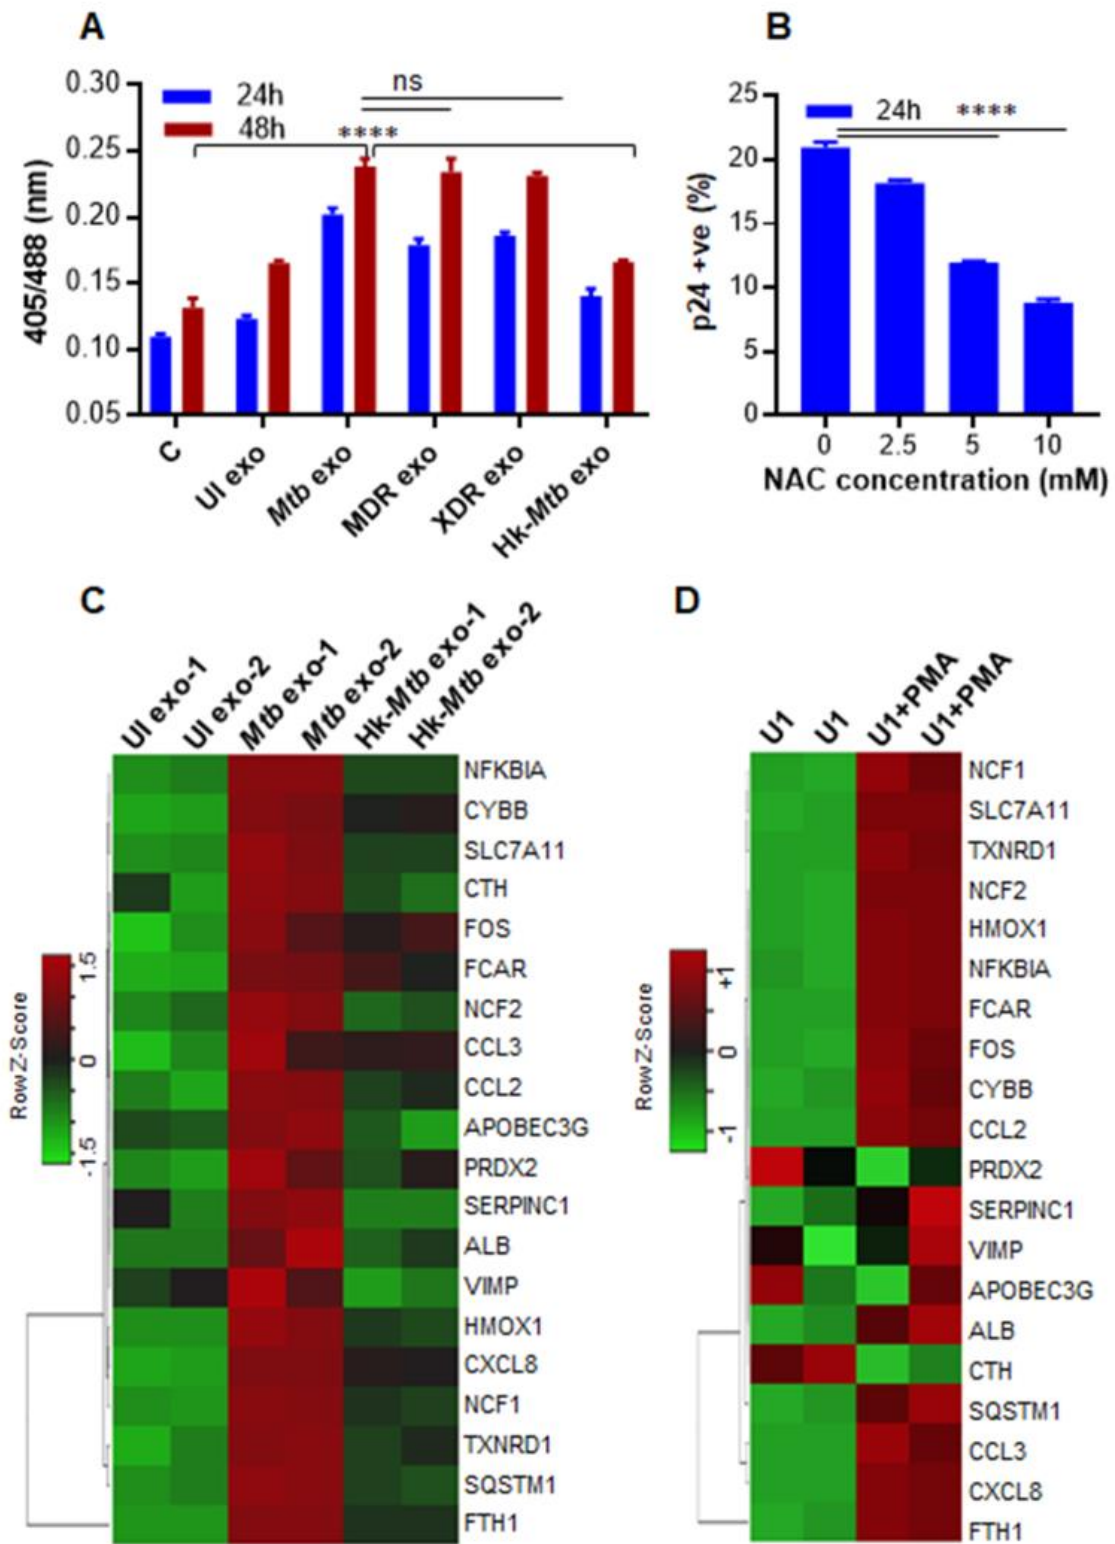 A
405/488 (nm)
0.30
0.25
0.20
0.15
0.10
0.05
24h
48h
ns
****
C
UI exo
Mtb exo
MDR exo
XDR exo
Hk-Mtb exo
B
p24 +ve (%)
25
20
15
10
5
0
24h
****
0 2.5 5 10
NAC concentration (mM)
C
UI exo-1
UI exo-2
Mtb exo-1
Mtb exo-2
Hk-Mtb exo-1
Hk-Mtb exo-2
Row Z-Score
1.5
0
-1.5
NFKBIA
CYBB
SLC7A11
CTH
FOS
FCAR
NCF2
CCL3
CCL2
APOBEC3G
PRDX2
SERPINC1
ALB
VIMP
HMOX1
CXCL8
NCF1
TXNRD1
SQSTM1
FTH1
D
U1
U1
U1+PMA
U1+PMA
Row Z-Score
+1
0
-1
NCF1
SLC7A11
TXNRD1
NCF2
HMOX1
NFKBIA
FCAR
FOS
CYBB
CCL2
PRDX2
SERPINC1
VIMP
APOBEC3G
ALB
CTH
SQSTM1
CCL3
CXCL8
FTH1